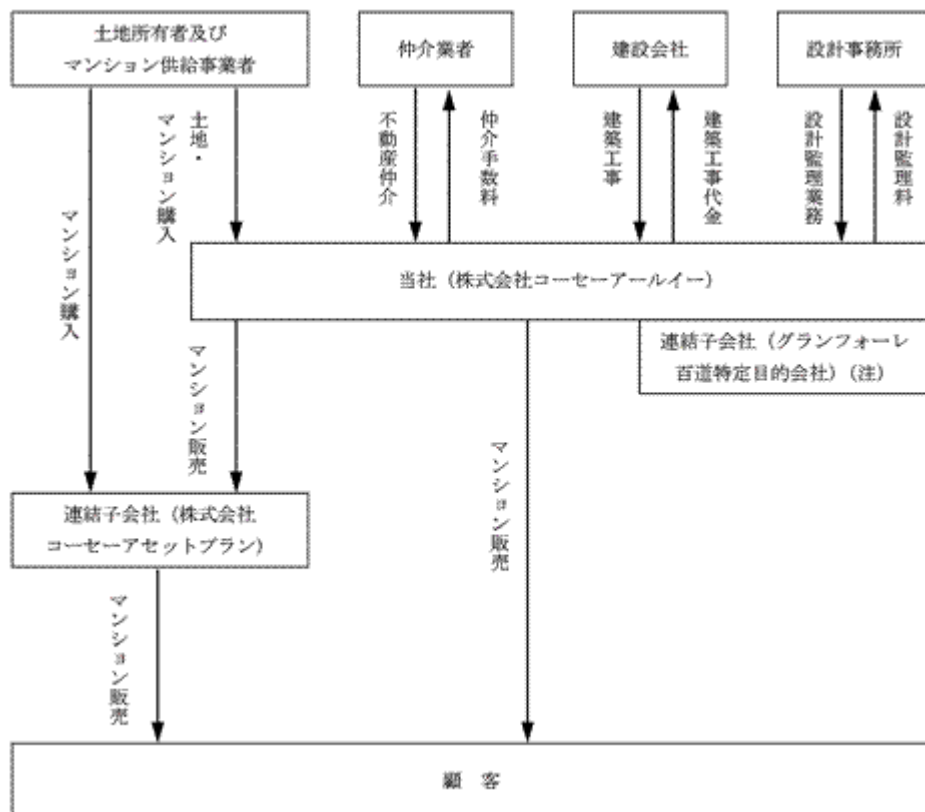 土地所有者及び
マンション供給事業者
仲介業者
建設会社
設計事務所
マンション購入
土地・
マンション購入
不動産仲介
仲介手数料
建築工事
建築工事代金
設計監理業務
設計監理料
当社（株式会社コーセーアールイー）
連結子会社（グランフォーレ
百道特定目的会社）（注）
マンション販売
マンション販売
連結子会社（株式会社
コーセーアセットプラン）
マンション販売
顧　客